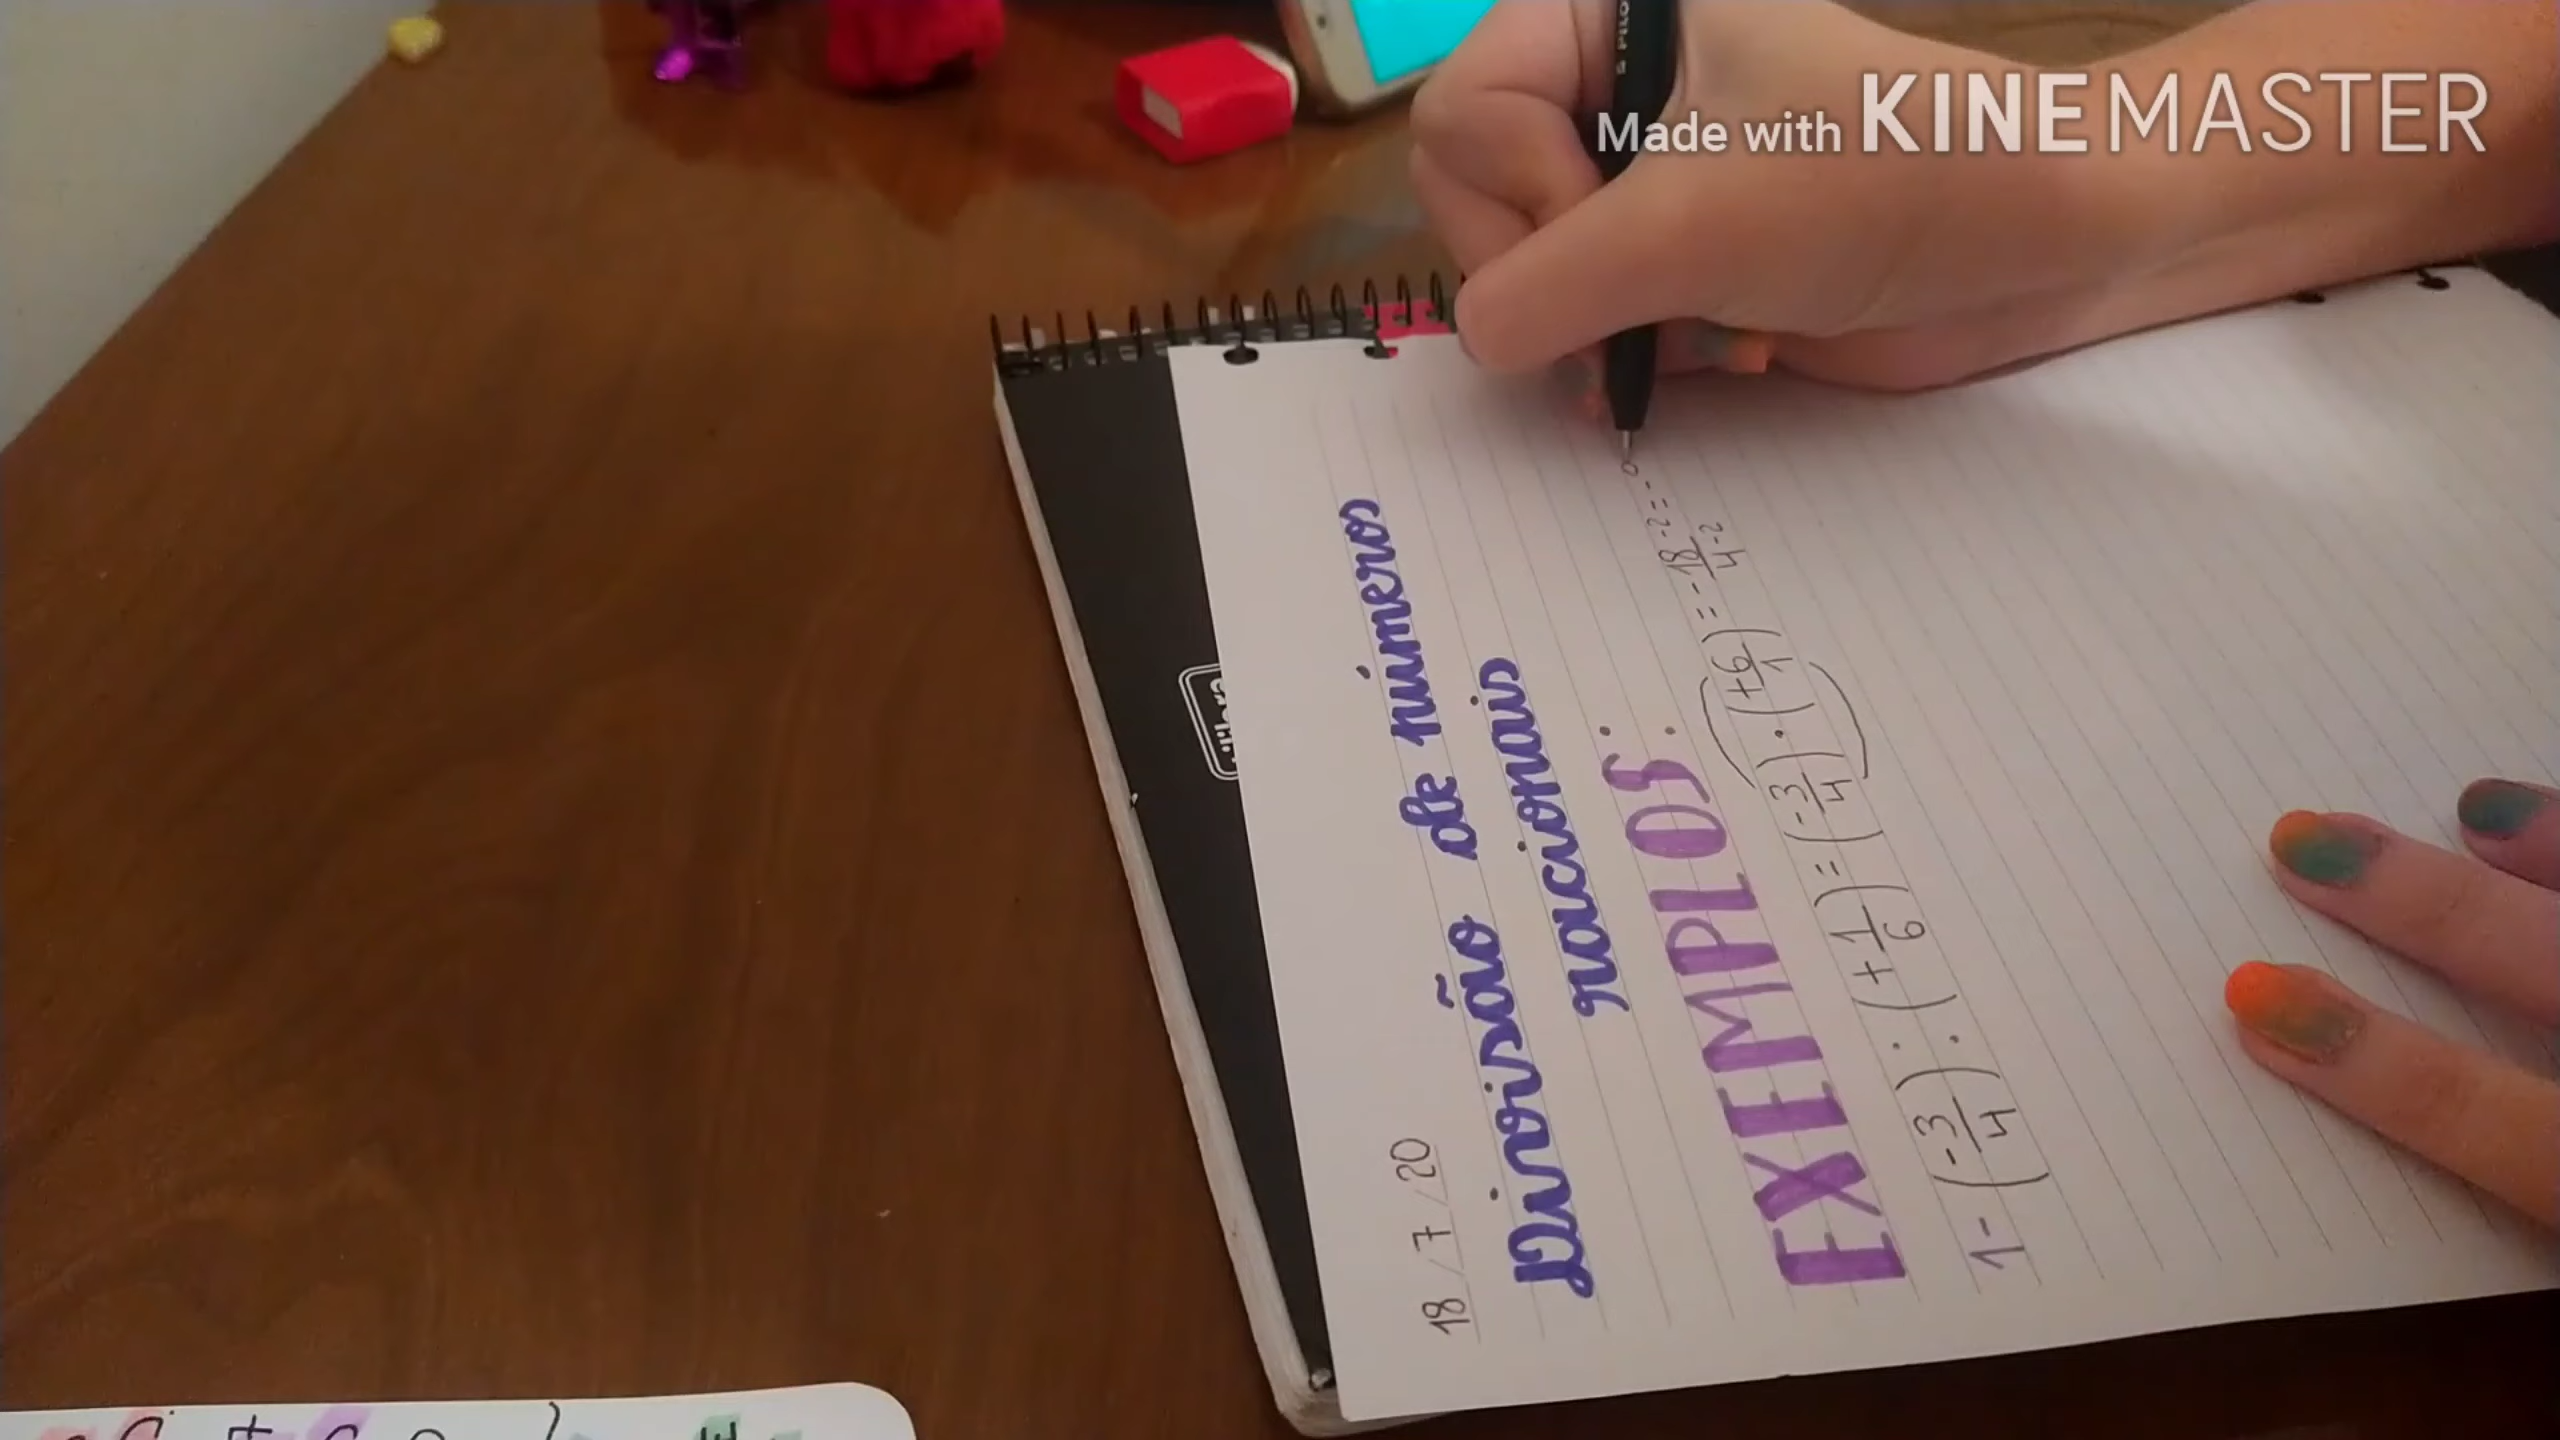 Made with KINEMASTER
18/7/20
Divisão de números
racionais
EXEMPLOS:
1- (-3/4) : (+1/6) = (-3/4) · (+6/1) = -18·2/4·2 = -